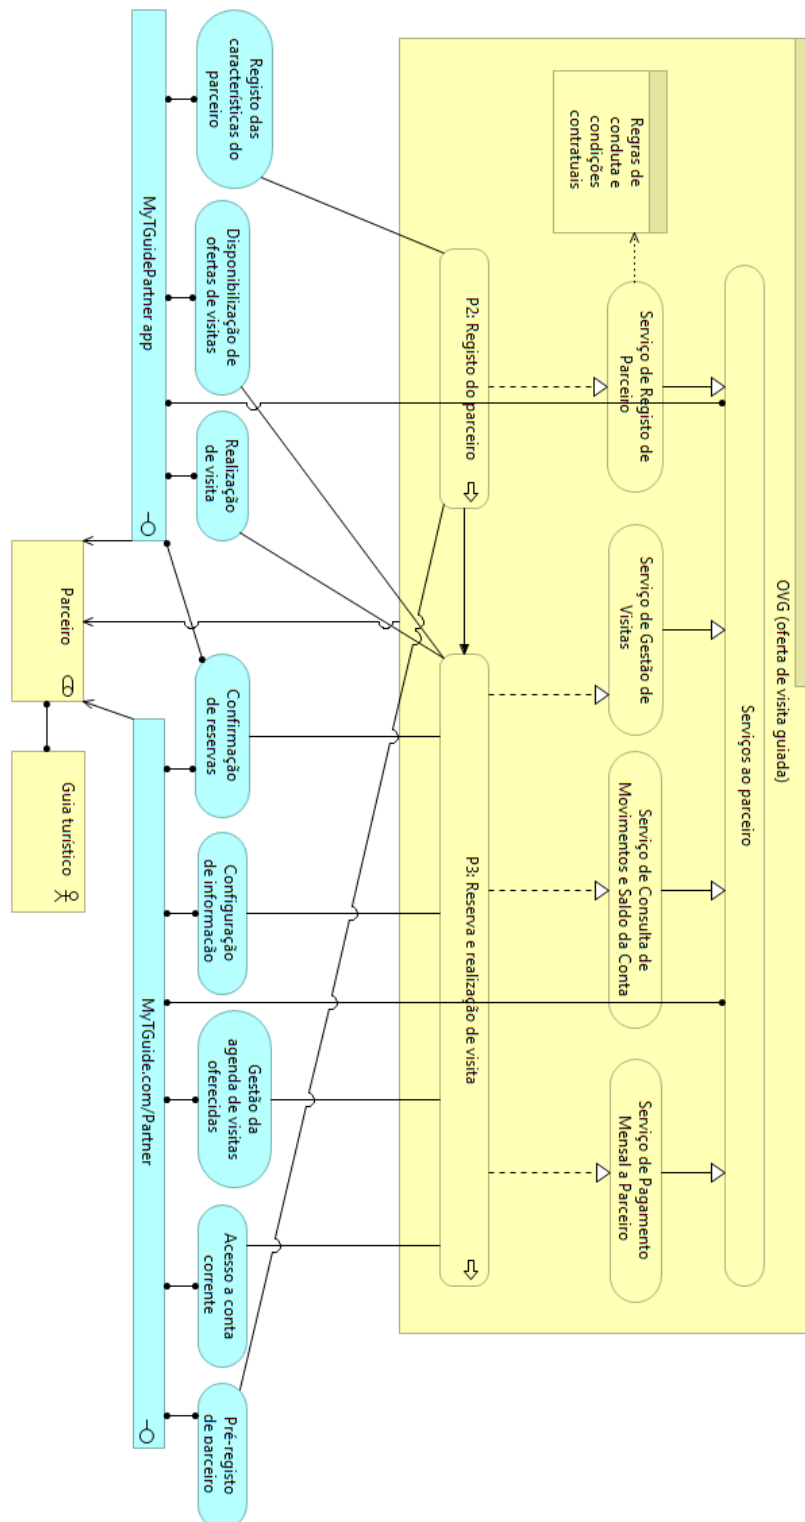 OVG (oferta de visita guiada)
Serviços ao parceiro
Regras de
conduta e
condições
contratuais
Serviço de Registo de
Parceiro
Serviço de Gestão de
Visitas
Serviço de Consulta de
Movimentos e Saldo da Conta
Serviço de Pagamento
Mensal a Parceiro
P2: Registo do parceiro
P3: Reserva e realização de visita
Registo das
características do
parceiro
Disponibilização de
ofertas de visitas
Realização
de visita
Confirmação
de reservas
Configuração
de informação
Gestão da
agenda de visitas
oferecidas
Acesso a conta
corrente
Pré-registo
de parceiro
MyTGuidePartner app
MyTGuide.com/Partner
Parceiro
Guia turístico